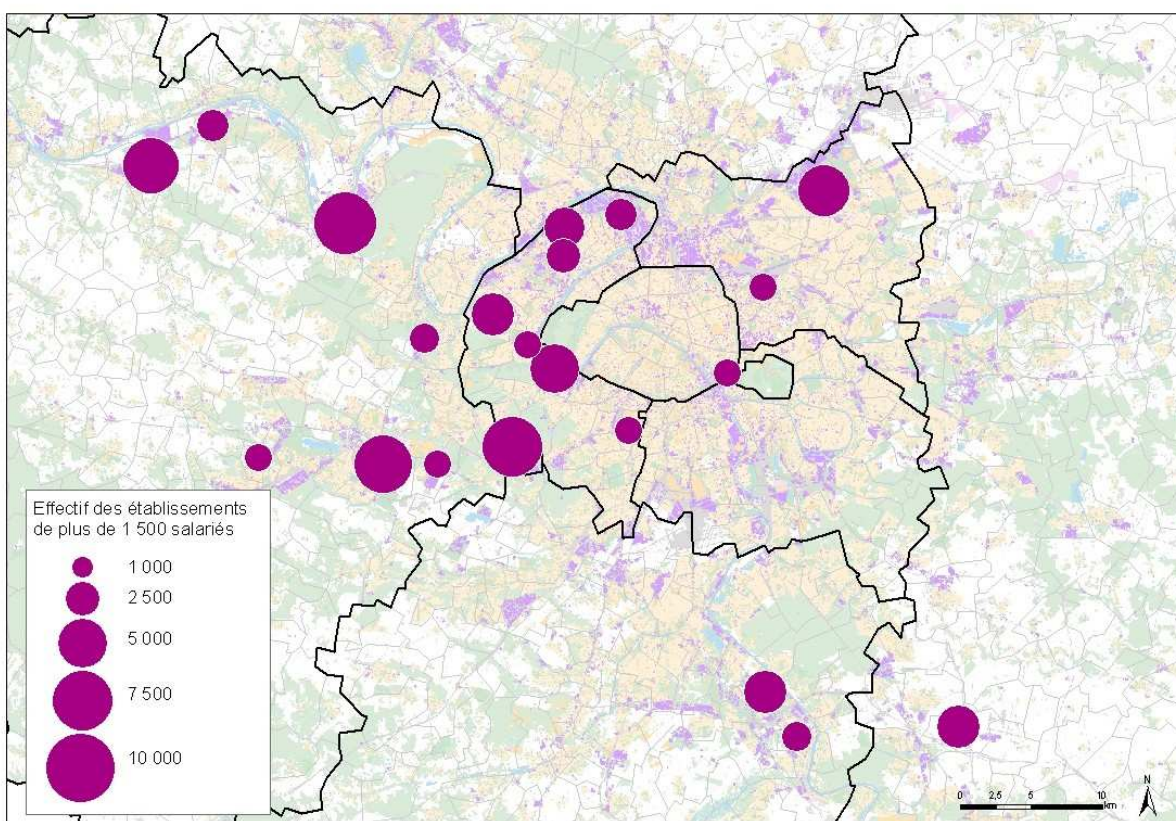 Effectif des établissements
de plus de 1 500 salariés
1 000
2 500
5 000
7 500
10 000
N
0 2,5 5 10
km